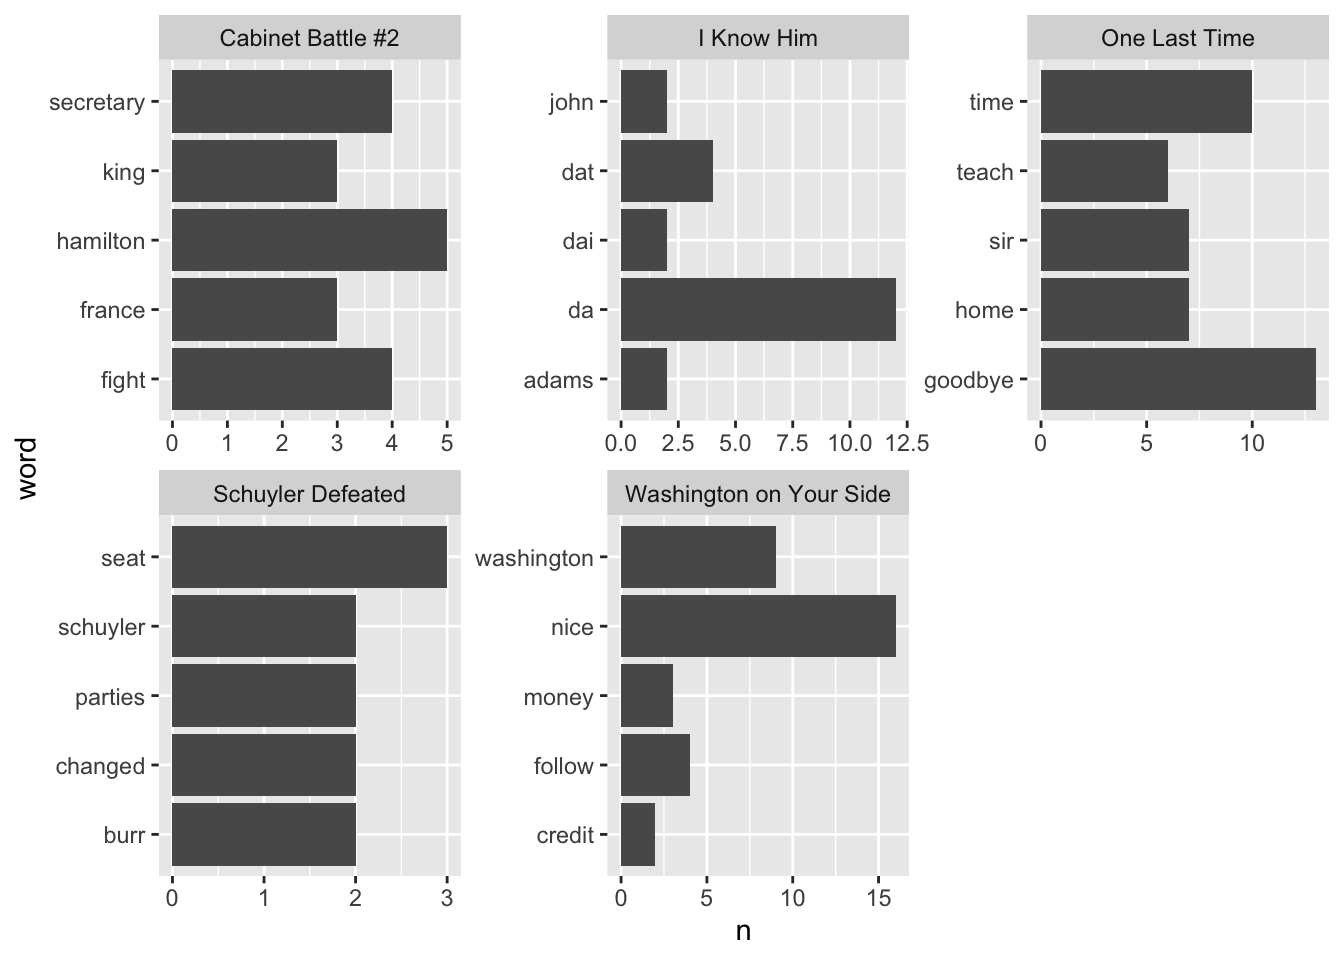 Cabinet Battle #2
secretary
king
hamilton
france
fight
0 1 2 3 4 5
I Know Him
john
dat
dai
da
adams
0.0 2.5 5.0 7.5 10.0 12.5
One Last Time
time
teach
sir
home
goodbye
0 5 10
word
Schuyler Defeated
seat
schuyler
parties
changed
burr
0 1 2 3
Washington on Your Side
washington
nice
money
follow
credit
0 5 10 15
n